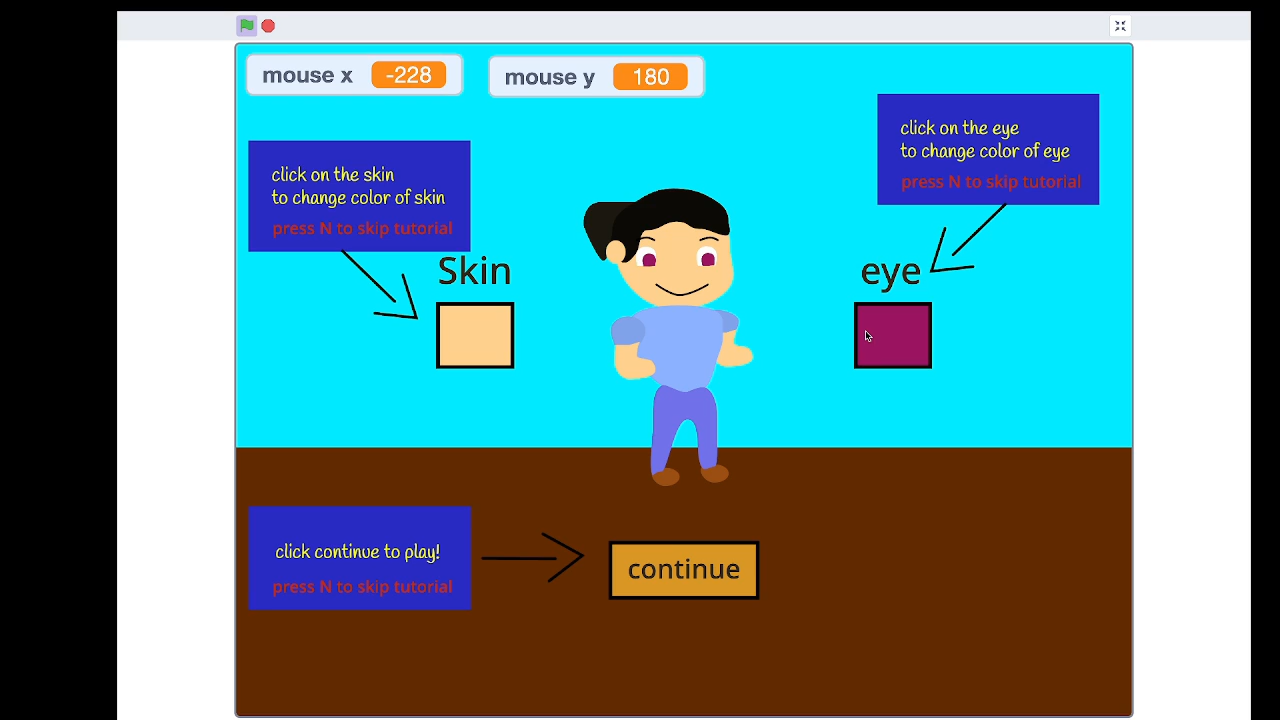 mouse x -228
mouse y 180
click on the eye
to change color of eye
press N to skip tutorial
click on the skin
to change color of skin
press N to skip tutorial
Skin
eye
click continue to play!
press N to skip tutorial
continue